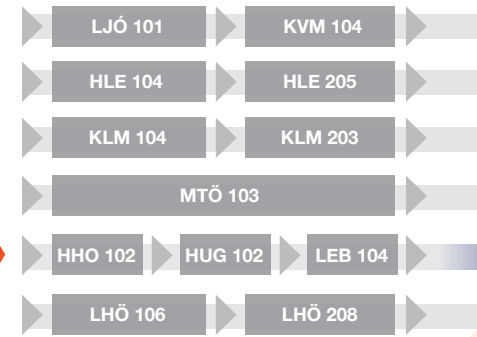 LJÓ 101 KVM 104
HLE 104 HLE 205
KLM 104 KLM 203
MTÖ 103
HHO 102 HUG 102 LEB 104
LHÖ 106 LHÖ 208